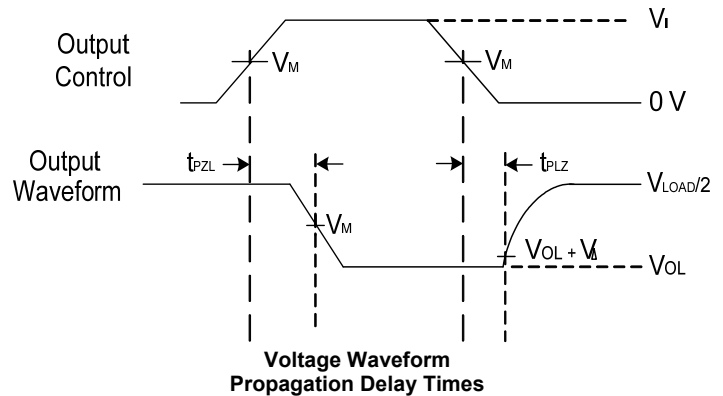 Output
Control
VI
VM
VM
0 V
Output
Waveform
tPZL
tPLZ
VLOAD/2
VM
VOL + VΔ
VOL
Voltage Waveform
Propagation Delay Times